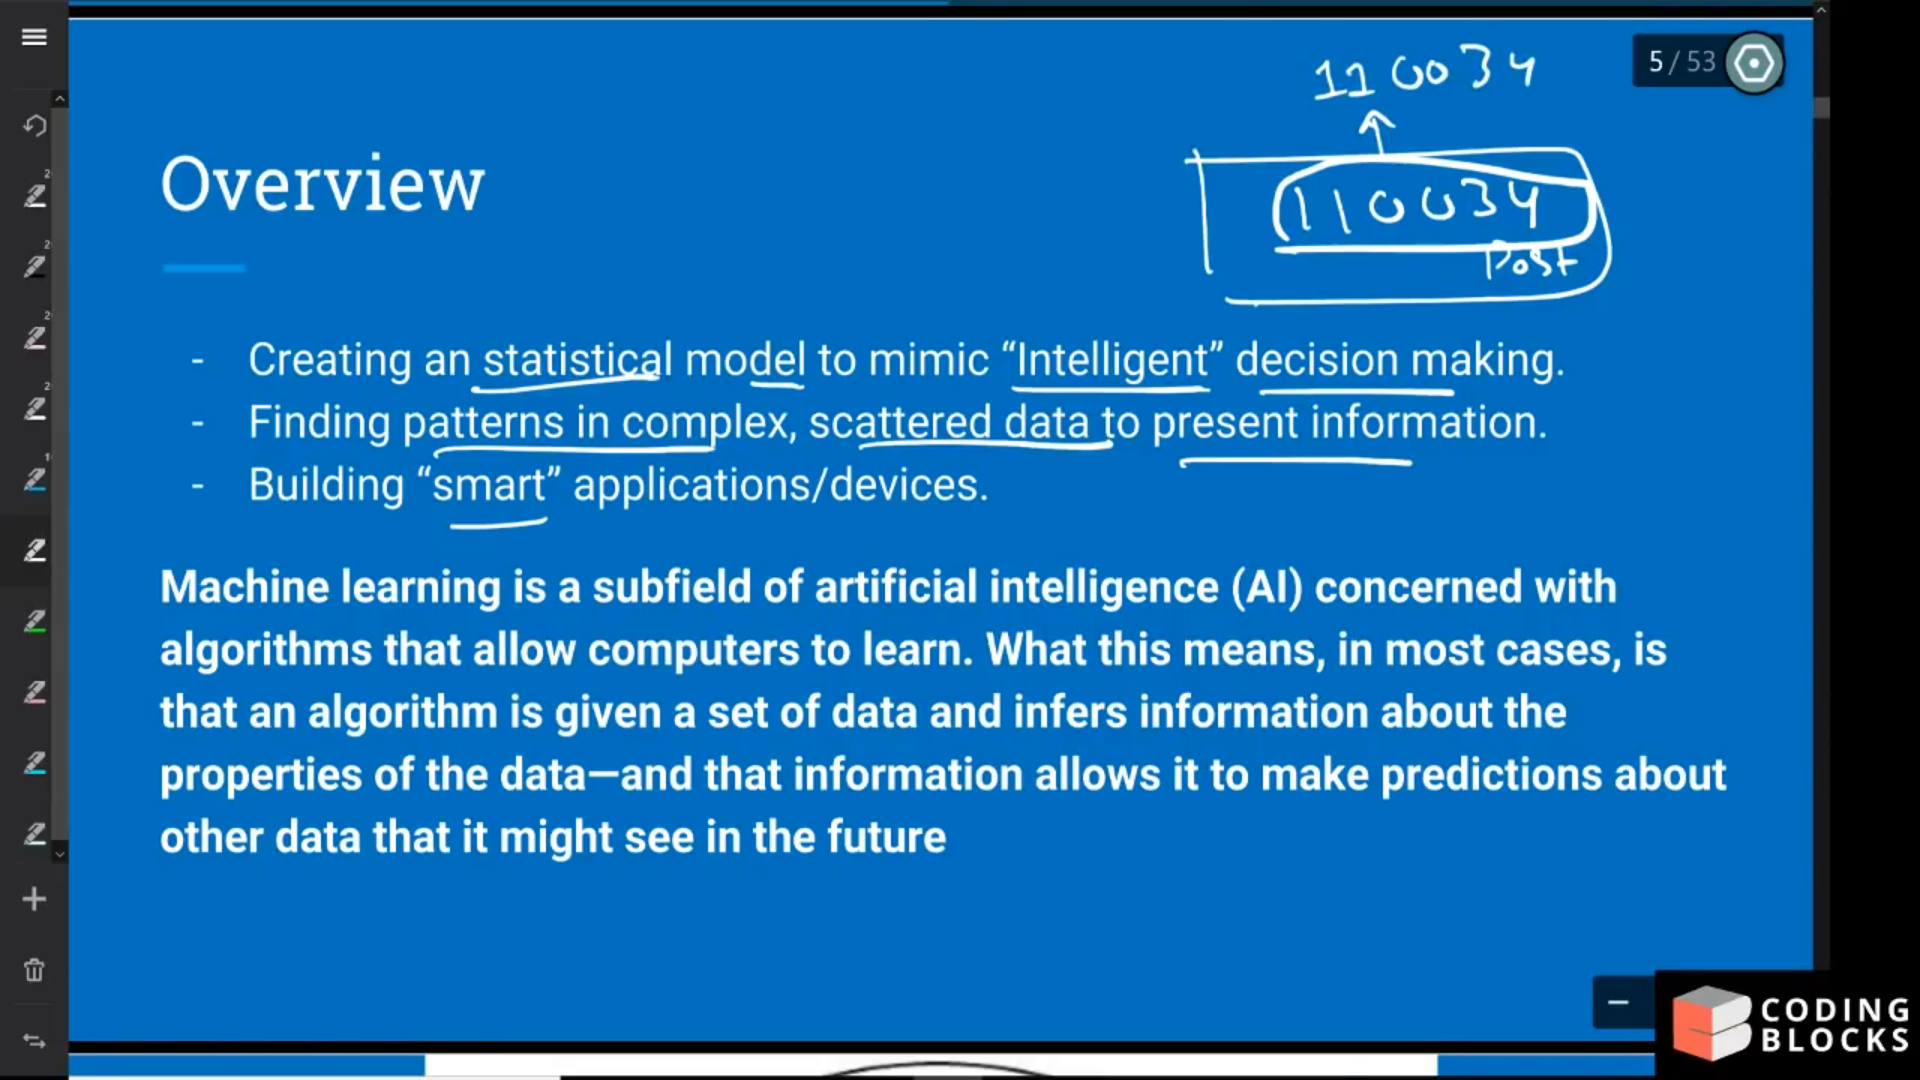 110034
5 / 53
Overview
110034
Post
- Creating an statistical model to mimic “Intelligent” decision making.
- Finding patterns in complex, scattered data to present information.
- Building “smart” applications/devices.
Machine learning is a subfield of artificial intelligence (AI) concerned with
algorithms that allow computers to learn. What this means, in most cases, is
that an algorithm is given a set of data and infers information about the
properties of the data—and that information allows it to make predictions about
other data that it might see in the future
CODING
BLOCKS